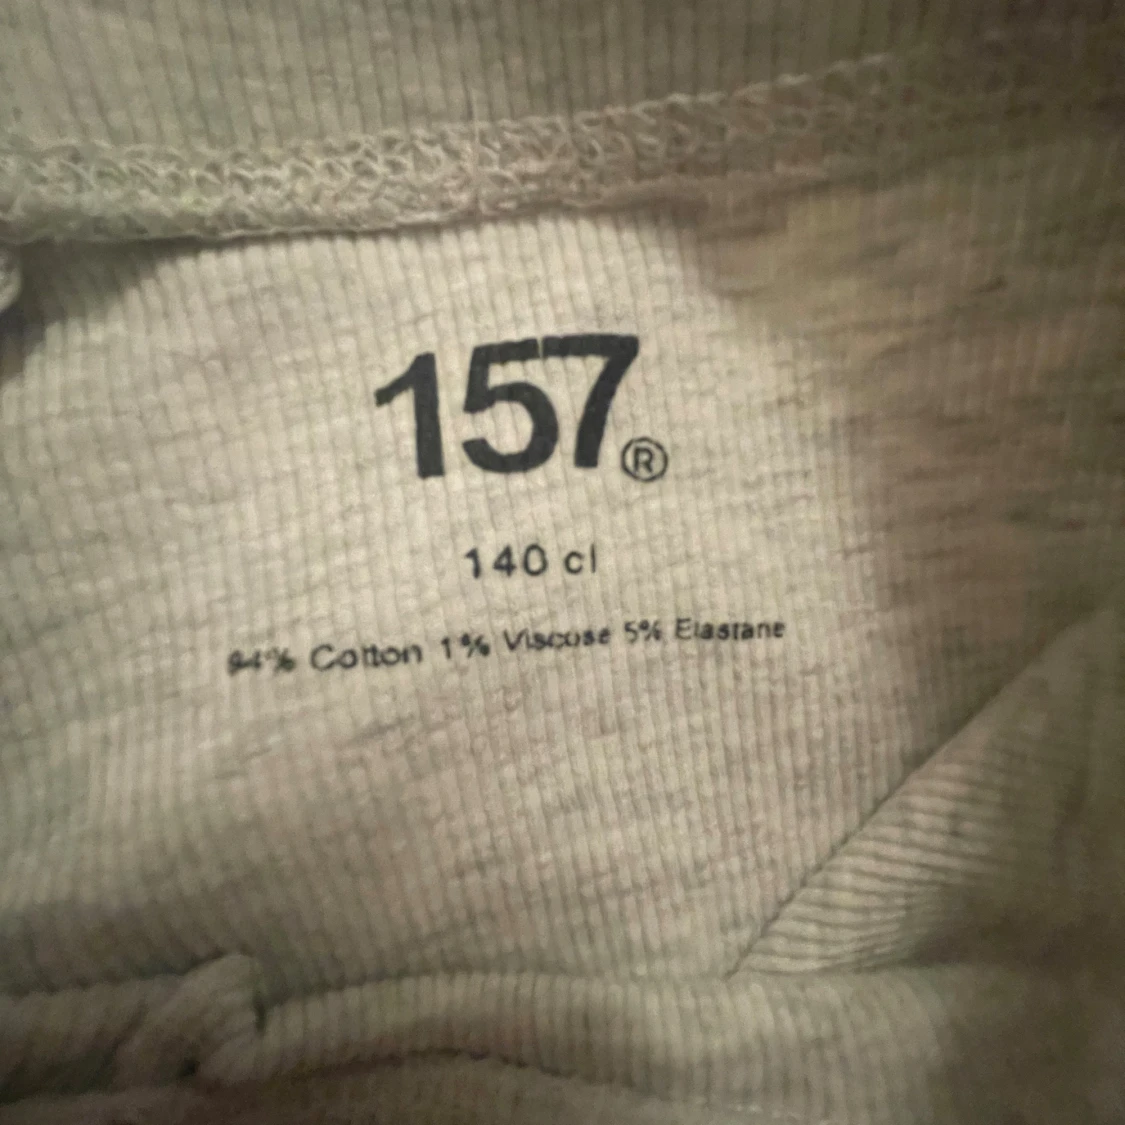 157®
140 cl
94% Cotton 1% Viscose 5% Elastane